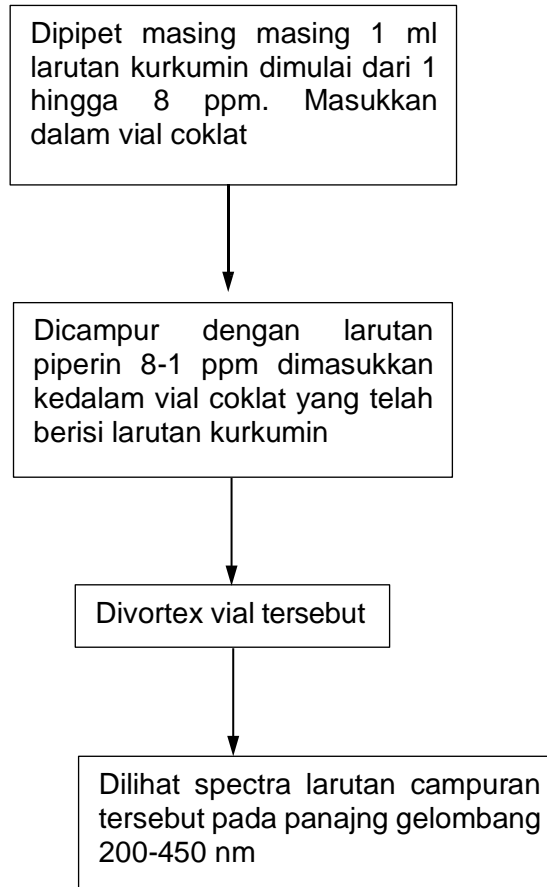 Dipipet masing masing 1 ml
larutan kurkumin dimulai dari 1
hingga 8 ppm. Masukkan
dalam vial coklat
Dicampur dengan larutan
piperin 8-1 ppm dimasukkan
kedalam vial coklat yang telah
berisi larutan kurkumin
Divortex vial tersebut
Dilihat spectra larutan campuran
tersebut pada panajng gelombang
200-450 nm